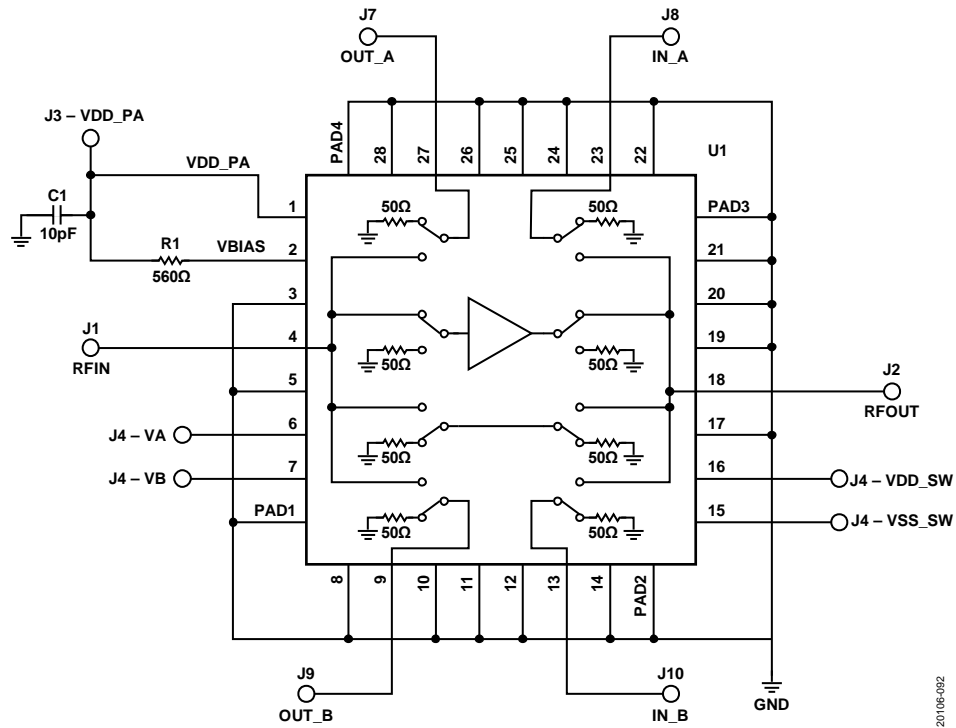 J7
OUT_A
J8
IN_A
J3 – VDD_PA
VDD_PA
PAD4
28
27
26
25
24
23
22
U1
C1
10pF
R1
560Ω
VBIAS
1
2
3
4
5
6
7
PAD1
50Ω
50Ω
PAD3
21
20
19
18
17
16
15
J1
RFIN
50Ω
50Ω
J2
RFOUT
J4 – VA
J4 – VB
50Ω
50Ω
J4 – VDD_SW
J4 – VSS_SW
50Ω
50Ω
8
9
10
11
12
13
14
PAD2
J9
OUT_B
J10
IN_B
GND
20106-092